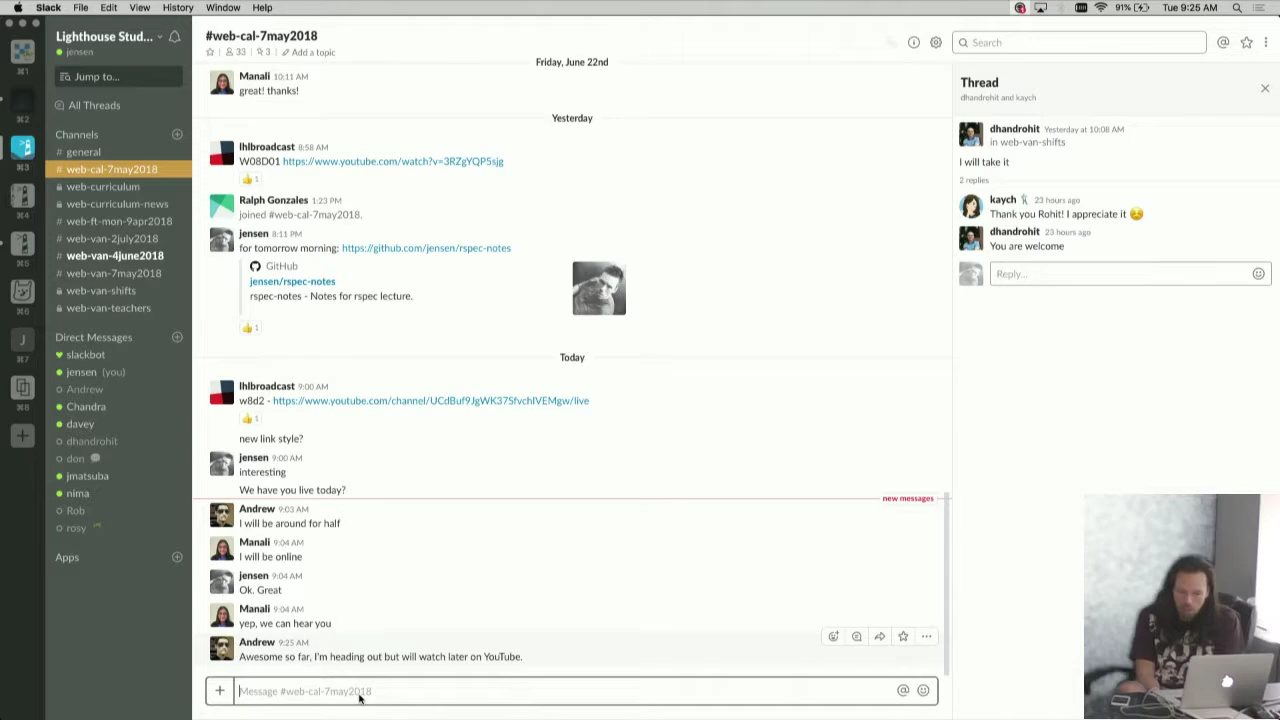 Slack File Edit View History Window Help
91% Tue 9:25 AM
Lighthouse Stud...
jensen
Jump to...
All Threads
Channels
# general
# web-cal-7may2018
web-curriculum
web-curriculum-news
# web-ft-mon-9apr2018
# web-van-2july2018
# web-van-4june2018
# web-van-7may2018
web-van-shifts
web-van-teachers
Direct Messages
slackbot
jensen (you)
Andrew
Chandra
davey
dhandrohit
don
jmatsuba
nima
Rob
rosy
Apps
⌘1
⌘2
⌘3
⌘4
⌘5
⌘6
J
⌘7
⌘8
#web-cal-7may2018
33 3 Add a topic
Search
Friday, June 22nd
Manali 10:11 AM
great! thanks!
Yesterday
lhlbroadcast 8:58 AM
W08D01 https://www.youtube.com/watch?v=3RZgYQP5sjg
1
Ralph Gonzales 1:23 PM
joined #web-cal-7may2018.
jensen 8:11 PM
for tomorrow morning: https://github.com/jensen/rspec-notes
GitHub
jensen/rspec-notes
rspec-notes - Notes for rspec lecture.
1
Today
lhlbroadcast 9:00 AM
w8d2 - https://www.youtube.com/channel/UCdBuf9JgWK37SfvchIVEMgw/live
1
new link style?
jensen 9:00 AM
interesting
We have you live today?
new messages
Andrew 9:03 AM
I will be around for half
Manali 9:04 AM
I will be online
jensen 9:04 AM
Ok. Great
Manali 9:04 AM
yep, we can hear you
Andrew 9:25 AM
Awesome so far, I'm heading out but will watch later on YouTube.
Message #web-cal-7may2018
Thread
dhandrohit and kaych
dhandrohit Yesterday at 10:08 AM
in web-van-shifts
I will take it
2 replies
kaych 23 hours ago
Thank you Rohit! I appreciate it
dhandrohit 23 hours ago
You are welcome
Reply...